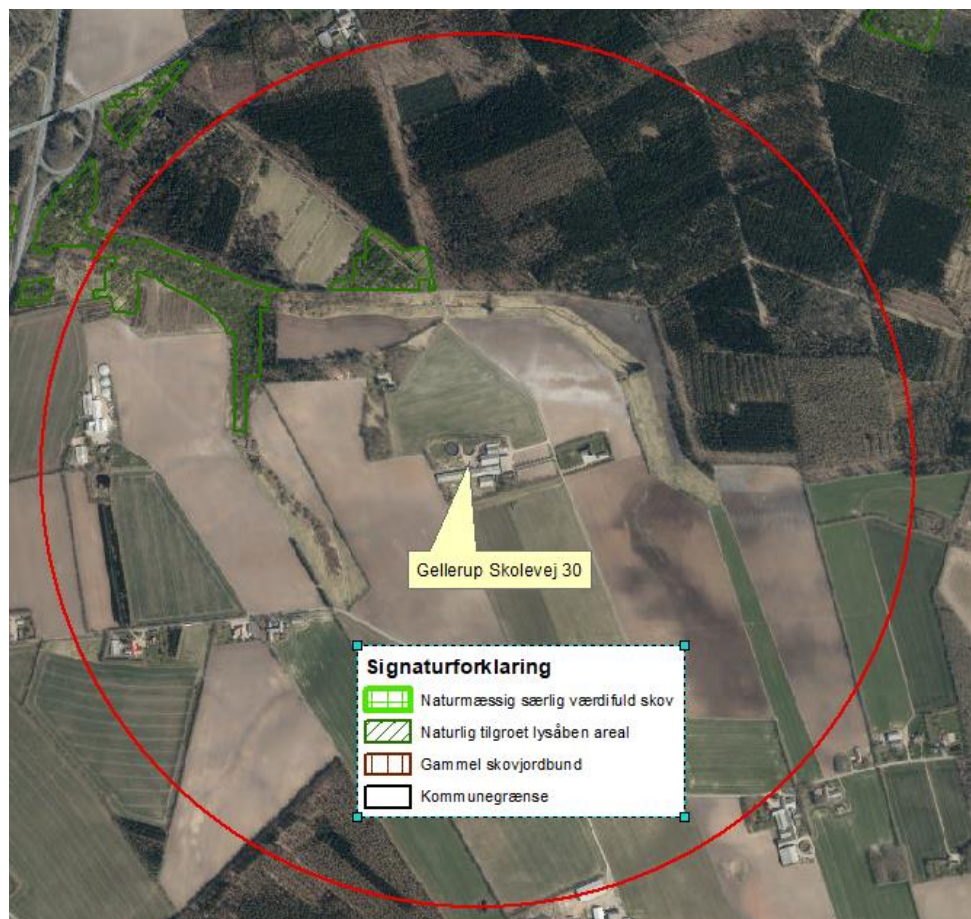 Gellerup Skolevej 30
Signaturforklaring
Naturmæssig særlig værdifuld skov
Naturlig tilgroet lysåben areal
Gammel skovjordbund
Kommunegrænse